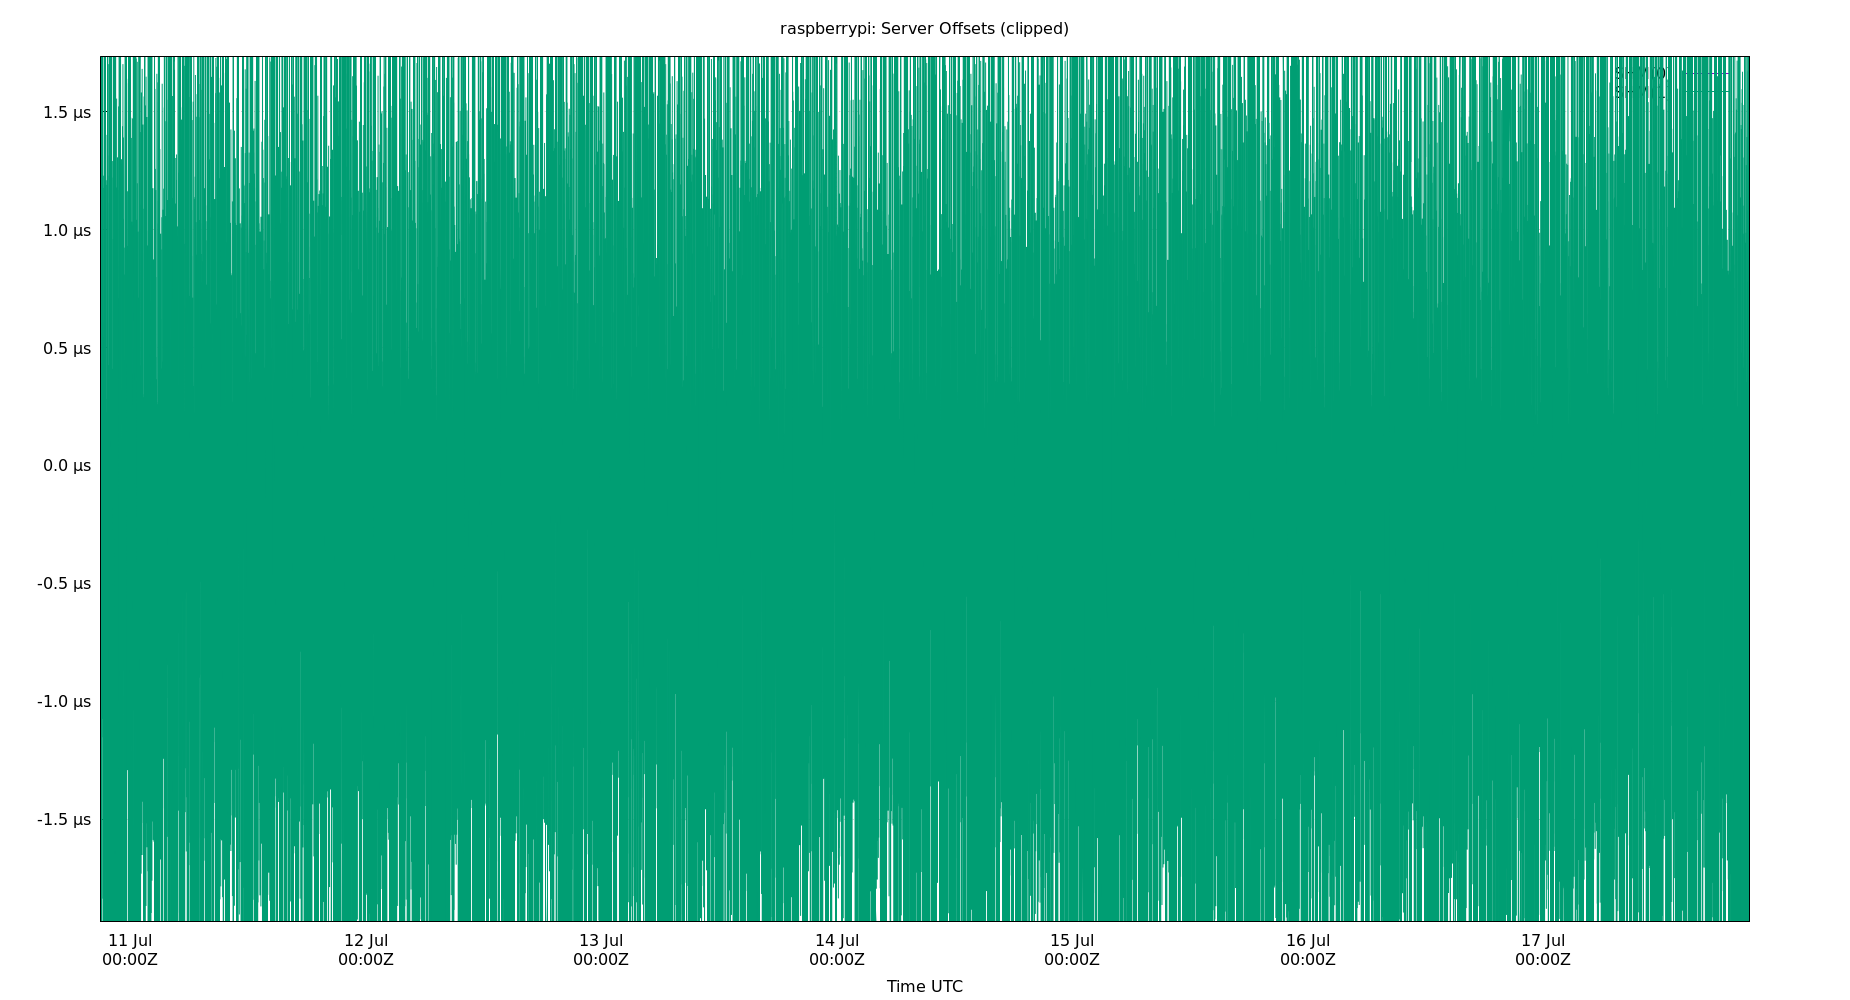 raspberrypi: Server Offsets (clipped)
1.5 µs
1.0 µs
0.5 µs
0.0 µs
-0.5 µs
-1.0 µs
-1.5 µs
11 Jul
00:00Z
12 Jul
00:00Z
13 Jul
00:00Z
14 Jul
00:00Z
15 Jul
00:00Z
16 Jul
00:00Z
17 Jul
00:00Z
Time UTC